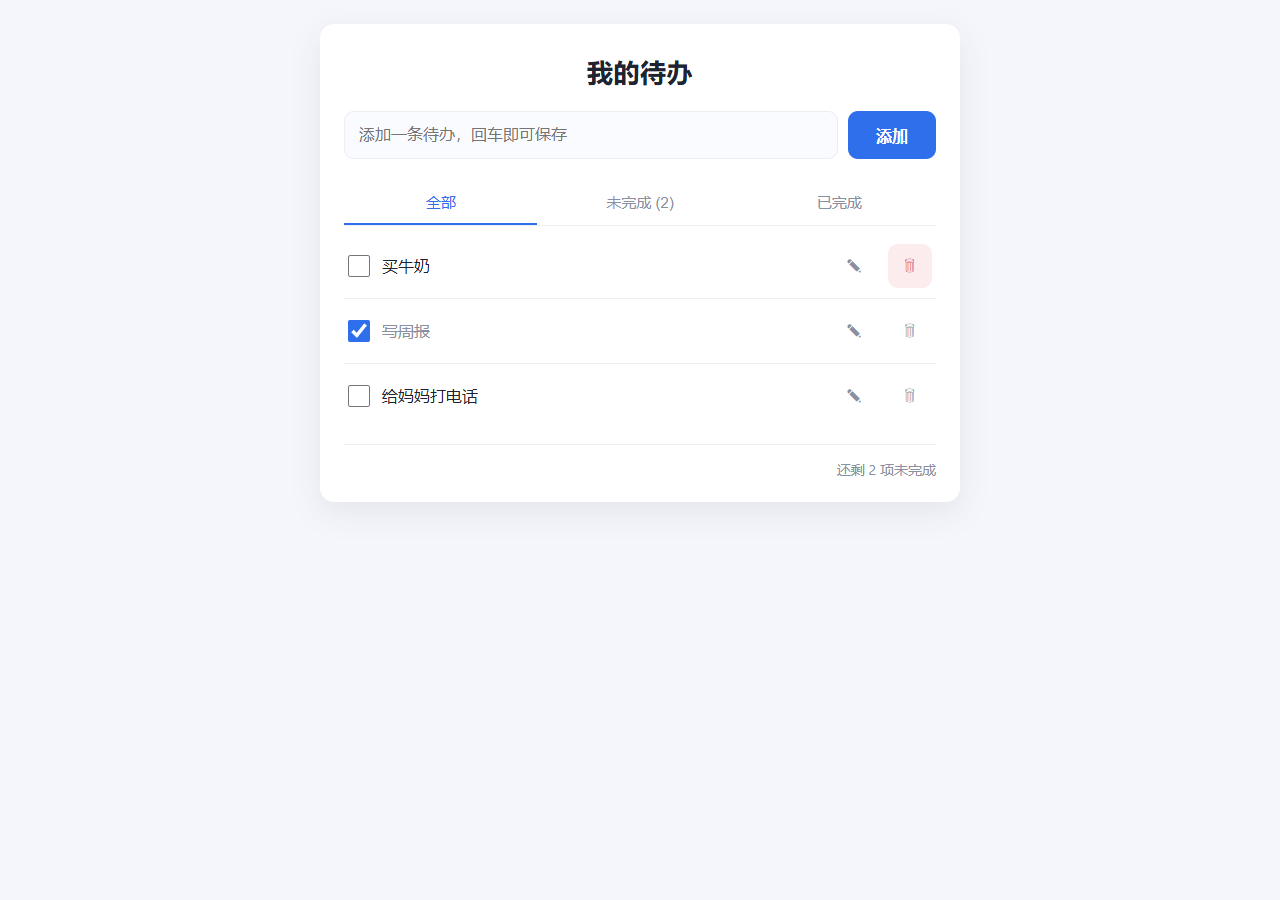 我的待办
添加一条待办，回车即可保存
添加
全部
未完成 (2)
已完成
买牛奶
写周报
给妈妈打电话
还剩 2 项未完成